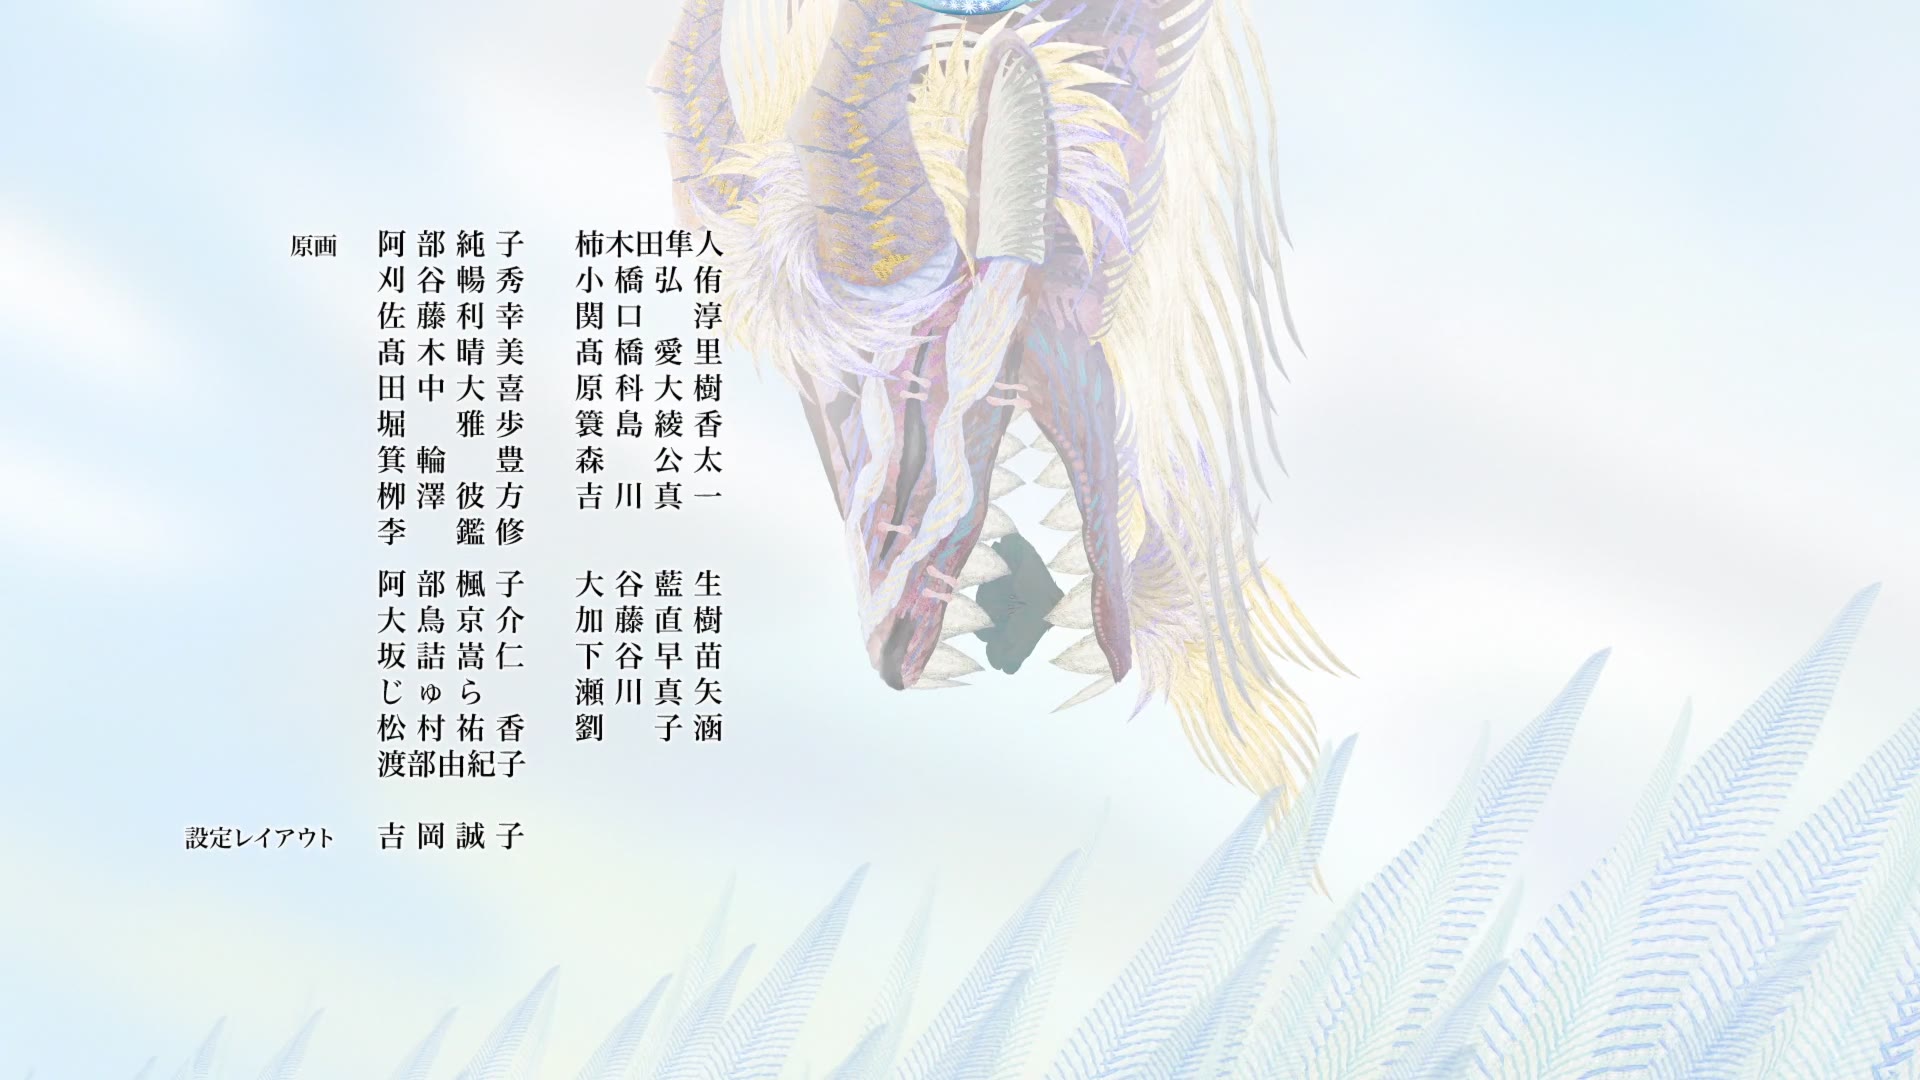 原画 阿部純子 柿木田隼人
刈谷暢秀 小橋弘侑
佐藤利幸 関口 淳
髙木晴美 髙橋愛里
田中大喜 原科大樹
堀 雅歩 簑島綾香
箕輪 豊 森 公太
栁澤彼方 吉川真一
李 鑑修
阿部楓子 大谷藍生
大鳥京介 加藤直樹
坂詰嵩仁 下谷早苗
じゅら 瀬川真矢
松村祐香 劉 子涵
渡部由紀子
設定レイアウト 吉岡誠子